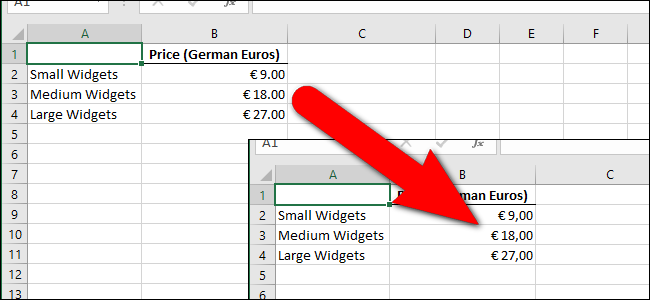 A1 fx
A B C D E F
1 Price (German Euros)
2 Small Widgets € 9.00
3 Medium Widgets € 18.00
4 Large Widgets € 27.00
5
6
7
8
9
10
11
12
13
A1 fx
A B C
1 man Euros)
2 Small Widgets € 9,00
3 Medium Widgets € 18,00
4 Large Widgets € 27,00
5
6